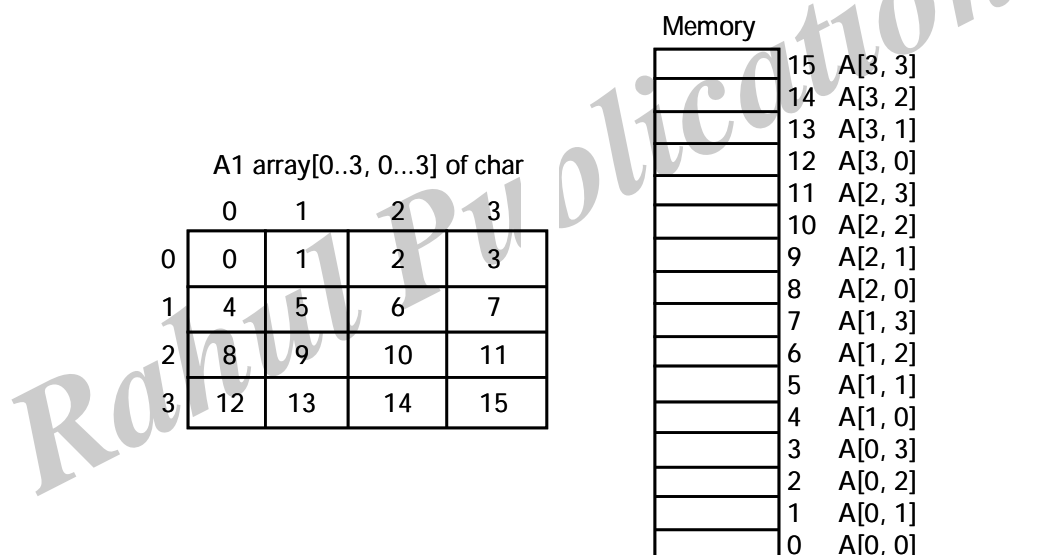 Memory
15 A[3, 3]
14 A[3, 2]
13 A[3, 1]
12 A[3, 0]
11 A[2, 3]
10 A[2, 2]
9 A[2, 1]
8 A[2, 0]
7 A[1, 3]
6 A[1, 2]
5 A[1, 1]
4 A[1, 0]
3 A[0, 3]
2 A[0, 2]
1 A[0, 1]
0 A[0, 0]
A1 array[0..3, 0...3] of char
0 1 2 3
0 0 1 2 3
1 4 5 6 7
2 8 9 10 11
3 12 13 14 15
Rahul Publication